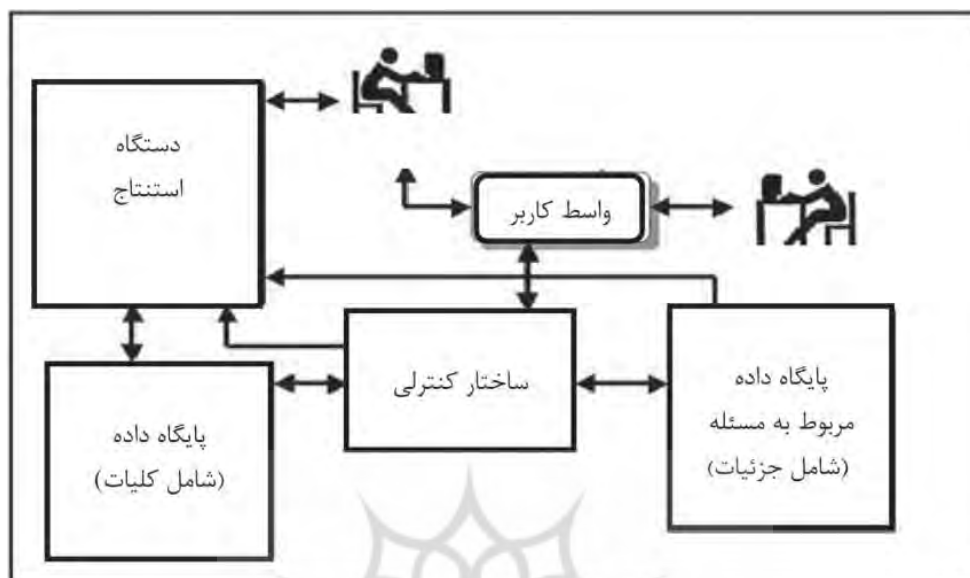 دستگاه
استنتاج
واسط کاربر
ساختار کنترلی
پایگاه داده
مربوط به مسئله
(شامل جزئیات)
پایگاه داده
(شامل کلیات)